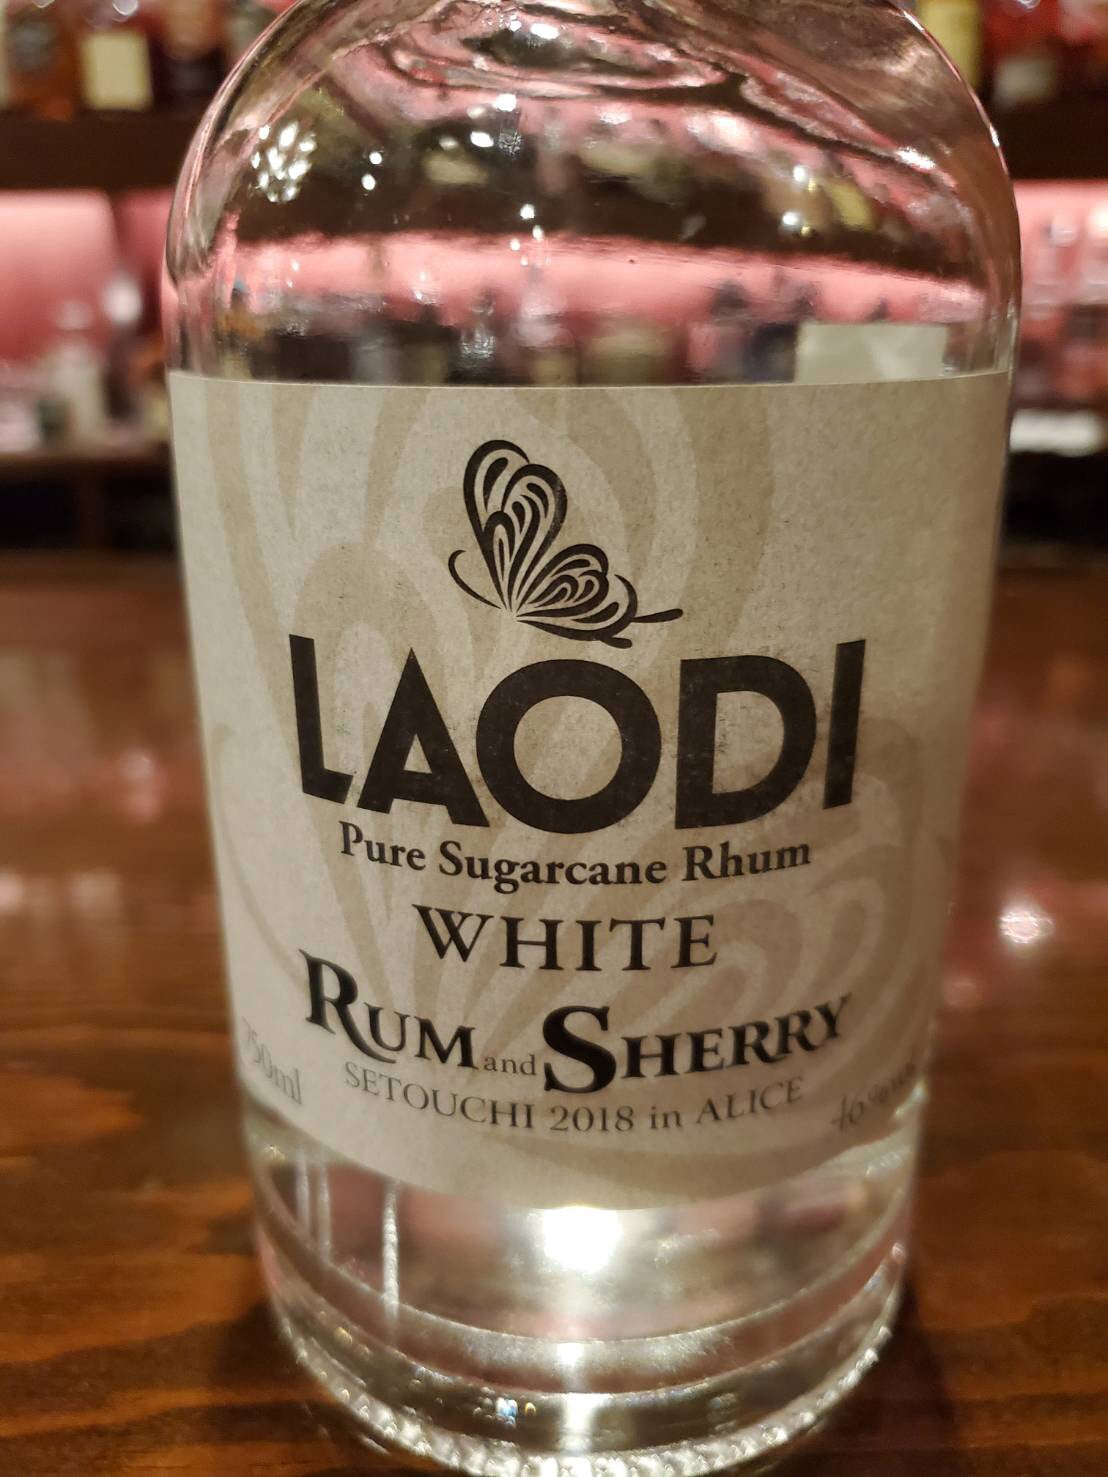 LAODI
Pure Sugarcane Rhum
WHITE
RUM and SHERRY
SETOUCHI 2018 in ALICE
750ml